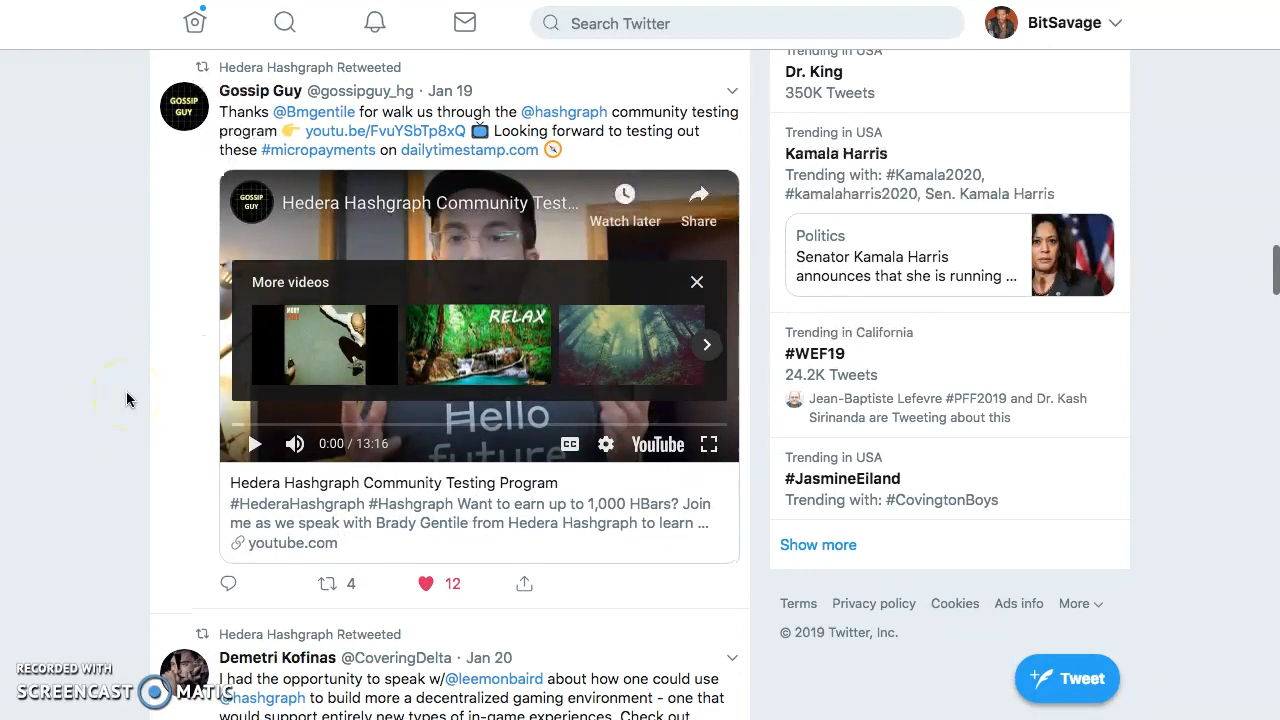 Search Twitter
BitSavage
Hedera Hashgraph Retweeted
Gossip Guy @gossipguy_hg · Jan 19
Thanks @Bmgentile for walk us through the @hashgraph community testing
program 👉 youtu.be/FvuYSbTp8xQ 📺 Looking forward to testing out
these #micropayments on dailytimestamp.com 🧭
GOSSIP
GUY
GOSSIP
GUY
Hedera Hashgraph Community Test...
Watch later
Share
More videos
MOBY
PLAY
RELAX
Hello
future
0:00 / 13:16
CC
YouTube
Hedera Hashgraph Community Testing Program
#HederaHashgraph #Hashgraph Want to earn up to 1,000 HBars? Join
me as we speak with Brady Gentile from Hedera Hashgraph to learn ...
youtube.com
4
12
Hedera Hashgraph Retweeted
Demetri Kofinas @CoveringDelta · Jan 20
I had the opportunity to speak w/@leemonbaird about how one could use
@hashgraph to build more a decentralized gaming environment - one that
would support entirely new types of in-game experiences. Check out
Trending in USA
Dr. King
350K Tweets
Trending in USA
Kamala Harris
Trending with: #Kamala2020,
#kamalaharris2020, Sen. Kamala Harris
Politics
Senator Kamala Harris
announces that she is running ...
Trending in California
#WEF19
24.2K Tweets
Jean-Baptiste Lefevre #PFF2019 and Dr. Kash
Sirinanda are Tweeting about this
Trending in USA
#JasmineEiland
Trending with: #CovingtonBoys
Show more
Terms Privacy policy Cookies Ads info More
© 2019 Twitter, Inc.
Tweet
RECORDED WITH
SCREENCAST MATIC